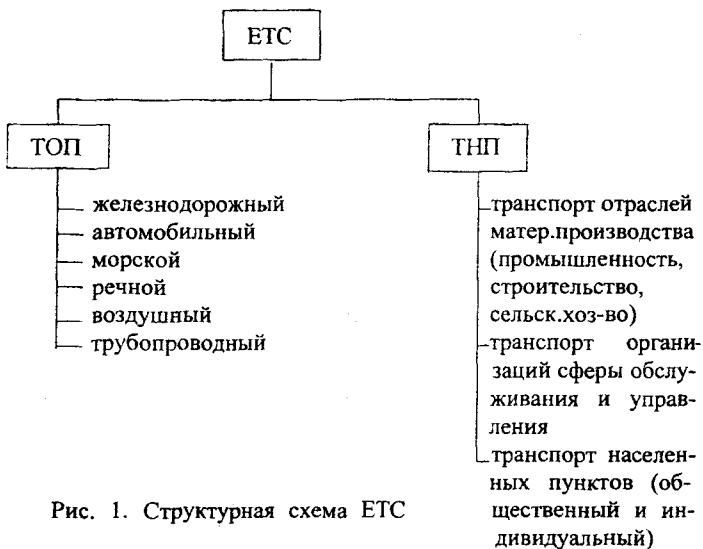 ЕТС
ТОП
железнодорожный
автомобильный
морской
речной
воздушный
трубопроводный
ТНП
транспорт отраслей
матер.производства
(промышленность,
строительство,
сельск.хоз-во)
транспорт органи-
заций сферы обслу-
живания и управ-
ления
транспорт населен-
ных пунктов (об-
щественный и ин-
дивидуальный)
Рис. 1. Структурная схема ЕТС